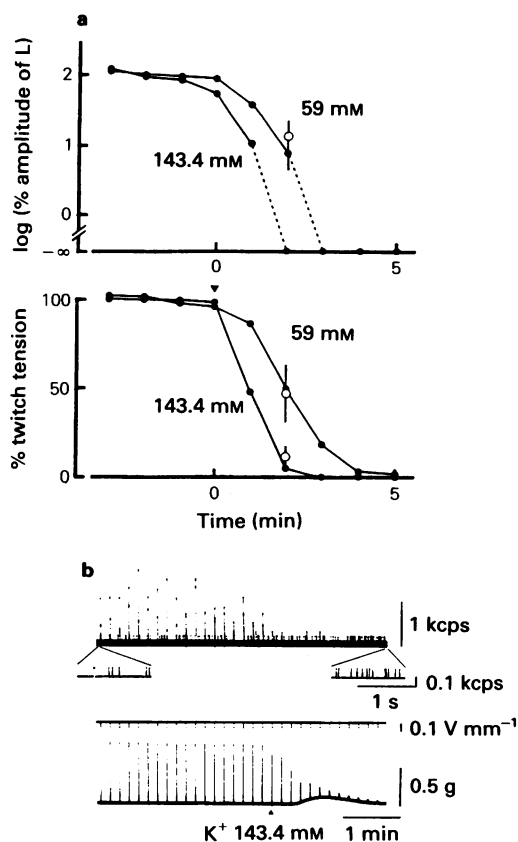 a
log (% amplitude of L)
2
1
0
−∞
59 mM
143.4 mM
0
5
% twitch tension
100
50
0
59 mM
143.4 mM
0
5
Time (min)
b
1 kcps
0.1 kcps
1 s
0.1 V mm⁻¹
0.5 g
K⁺ 143.4 mM
1 min